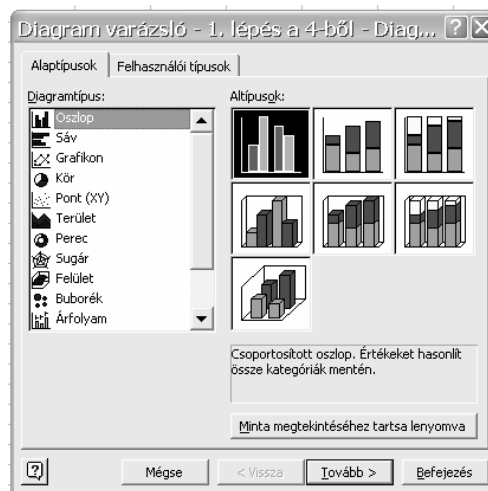 Diagram varázsló - 1. lépés a 4-ből - Diag...
Alaptípusok
Felhasználói típusok
Diagramtípus:
Oszlop
Sáv
Grafikon
Kör
Pont (XY)
Terület
Perec
Sugár
Felület
Buborék
Árfolyam
Altípusok:
Csoportosított oszlop. Értékeket hasonlít
össze kategóriák mentén.
Minta megtekintéséhez tartsa lenyomva
Mégse
< Vissza
Tovább >
Befejezés